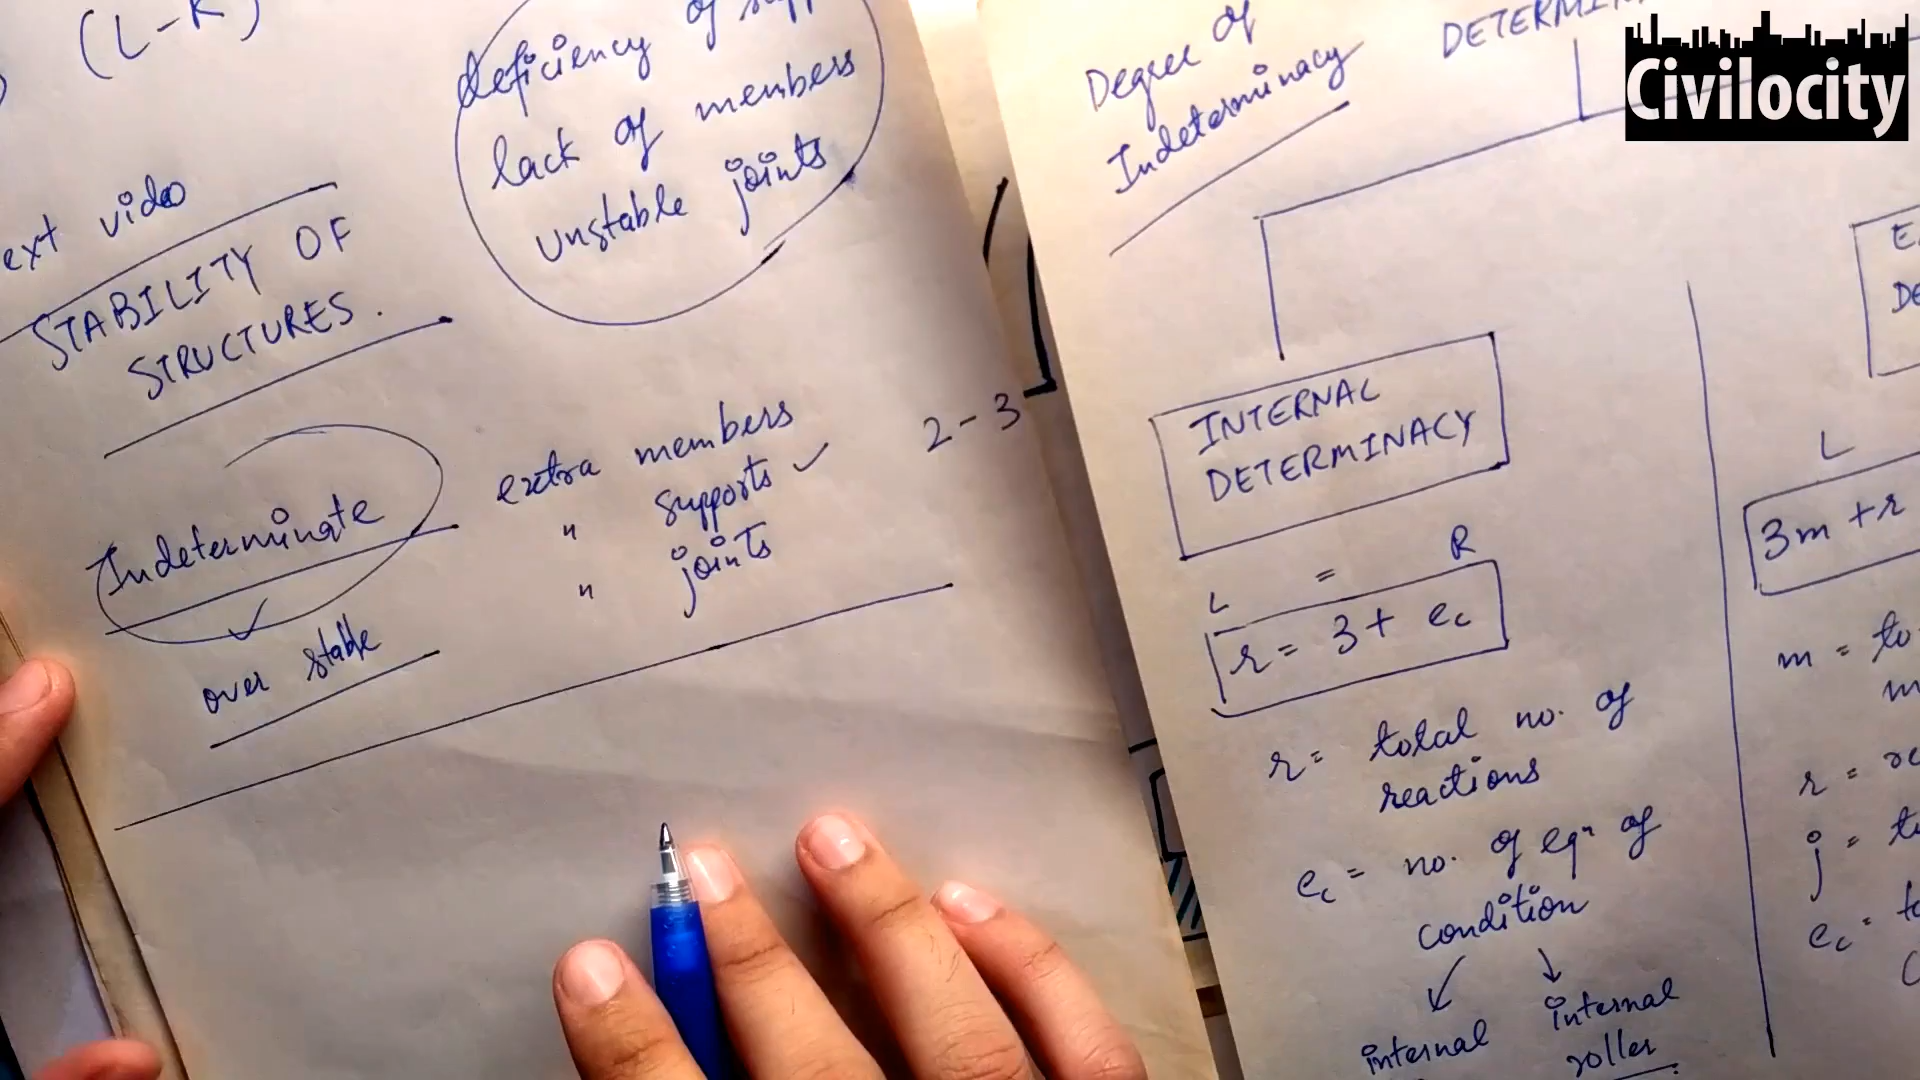 (L-R)
deficiency of
lack of members
unstable joints
ext video
STABILITY OF
STRUCTURES.
Indeterminate
over stable
extra members
" supports ✓
" joints
2-3
Degree of
Indeterminacy
Civilocity
INTERNAL
DETERMINACY
L = R
r = 3 + ec
r = total no. of
reactions
ec = no. of eqn of
condition
internal internal
roller
L
3m + r
m = to
m
r = re
j = t
ec = t